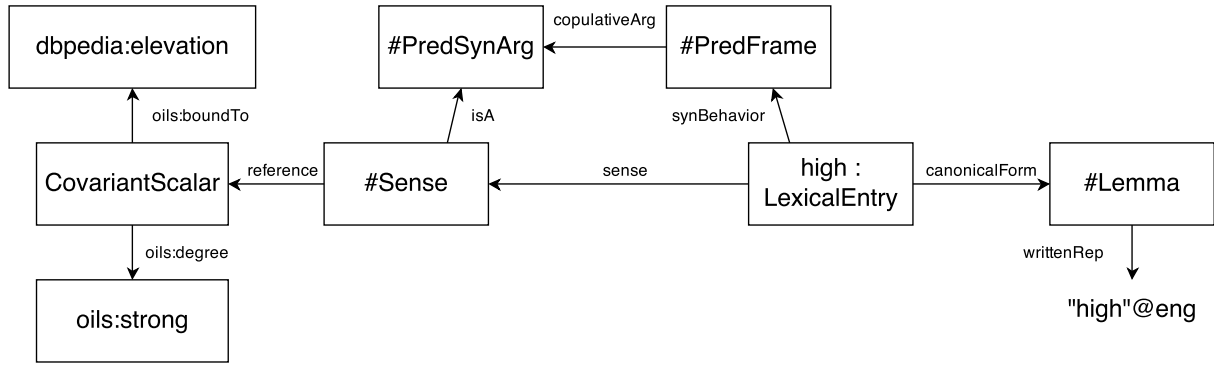 copulativeArg
dbpedia:elevation
#PredSynArg
#PredFrame
oils:boundTo
isA
synBehavior
CovariantScalar
reference
#Sense
sense
high :
LexicalEntry
canonicalForm
#Lemma
oils:degree
writtenRep
oils:strong
"high"@eng